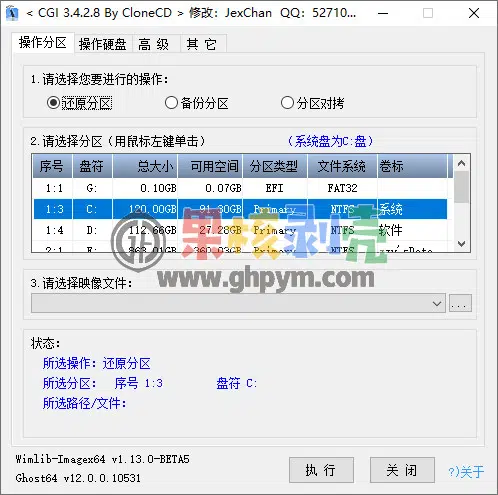 < CGI 3.4.2.8 By CloneCD > 修改：JexChan QQ：52710...
操作分区 操作硬盘 高 级 其 它
1.请选择您要进行的操作：
还原分区 备份分区 分区对拷
2.请选择分区（用鼠标左键单击） （系统盘为C:盘）
序号 盘符 总大小 可用空间 分区类型 文件系统 卷标
1:1 G: 0.10GB 0.07GB EFI FAT32
1:3 C: 120.00GB 91.30GB Primary NTFS 系统
1:4 D: 112.66GB 27.28GB Primary NTFS 软件
2:1 E: 863.01GB 360.03GB Primary NTFS
果核剥壳
www.ghpym.com
3.请选择映像文件：
...
状态：
所选操作：还原分区
所选分区： 序号 1:3 盘符 C:
所选路径/文件：
Wimlib-Imagex64 v1.13.0-BETA5
Ghost64 v12.0.0.10531
执 行 关 闭 ?)关于